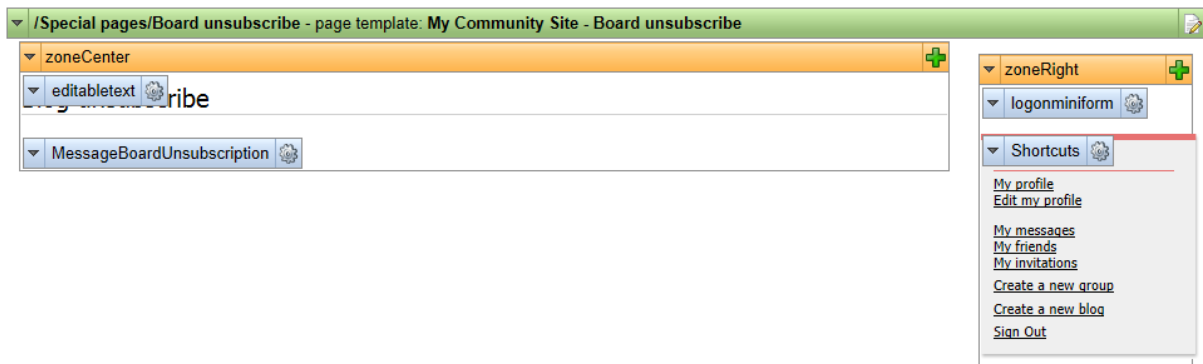 /Special pages/Board unsubscribe - page template: My Community Site - Board unsubscribe
zoneCenter
editabletext
MessageBoardUnsubscription
zoneRight
logonminiform
Shortcuts
My profile
Edit my profile
My messages
My friends
My invitations
Create a new group
Create a new blog
Sign Out